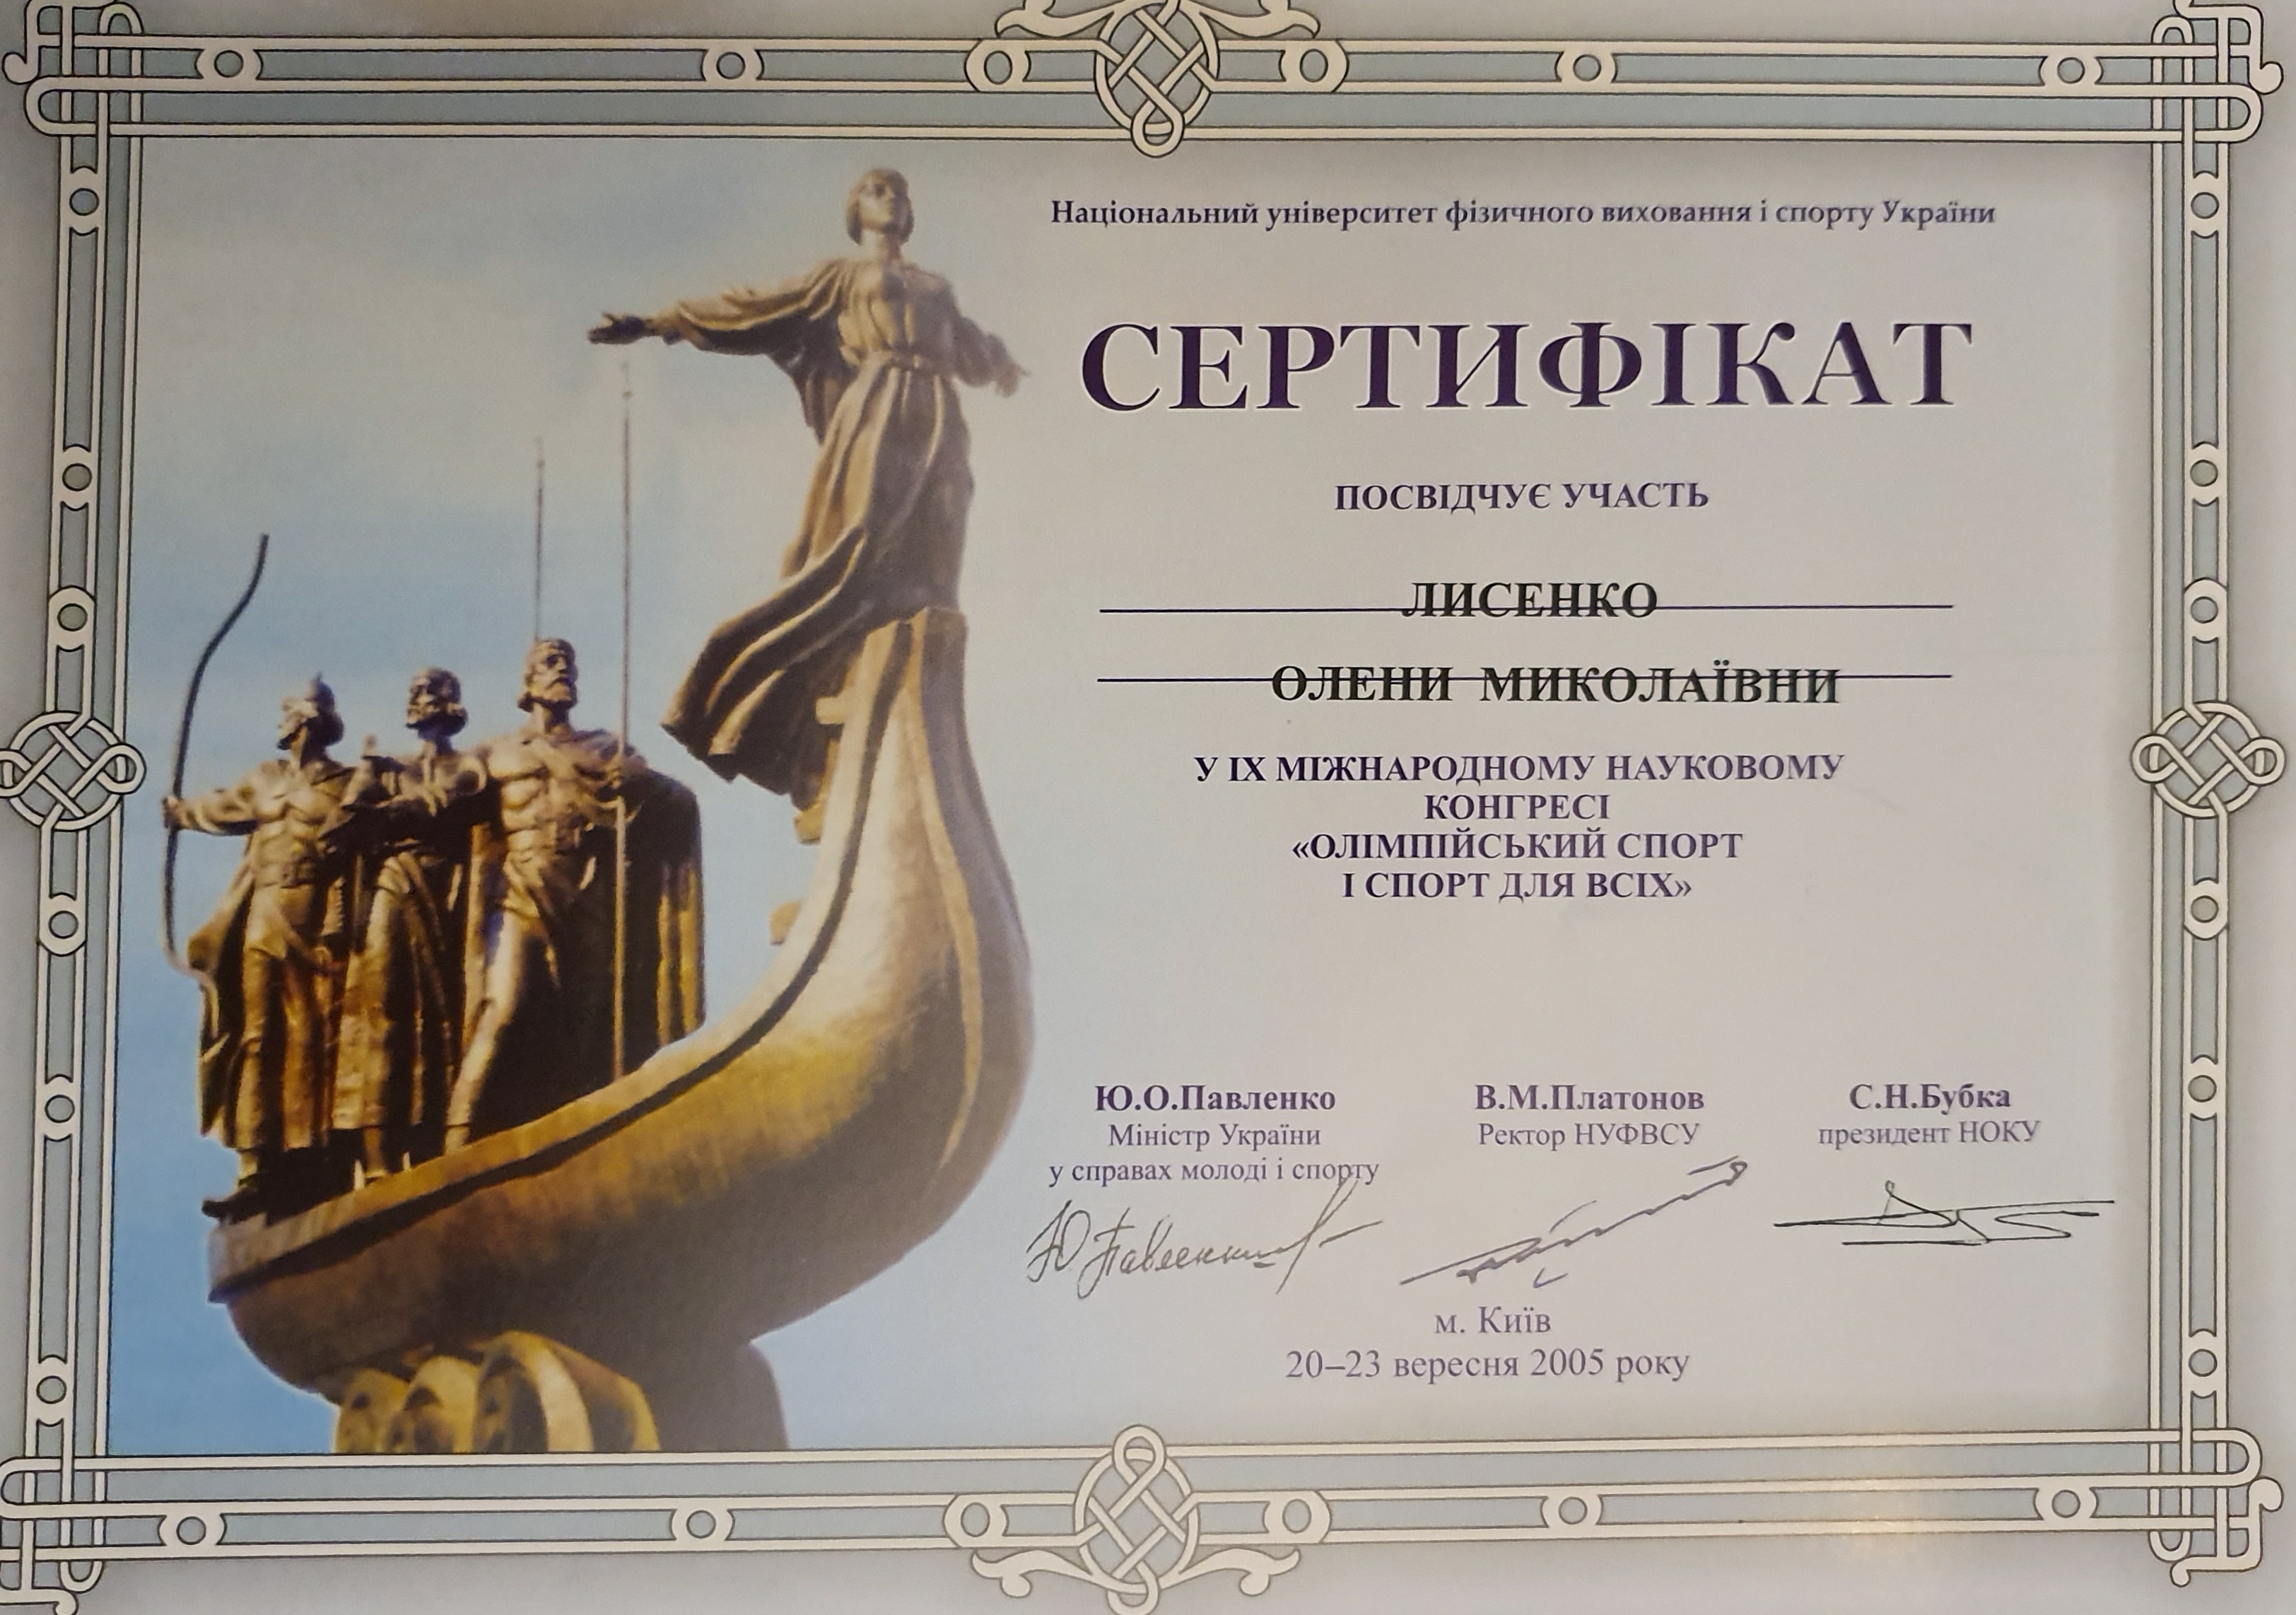 Національний університет фізичного виховання і спорту України
СЕРТИФІКАТ
ПОСВІДЧУЄ УЧАСТЬ
ЛИСЕНКО
ОЛЕНИ МИКОЛАЇВНИ
У ІХ МІЖНАРОДНОМУ НАУКОВОМУ
КОНГРЕСІ
«ОЛІМПІЙСЬКИЙ СПОРТ
І СПОРТ ДЛЯ ВСІХ»
Ю.О.Павленко
Міністр України
у справах молоді і спорту
В.М.Платонов
Ректор НУФВСУ
С.Н.Бубка
президент НОКУ
Ю Павленко
м. Київ
20–23 вересня 2005 року